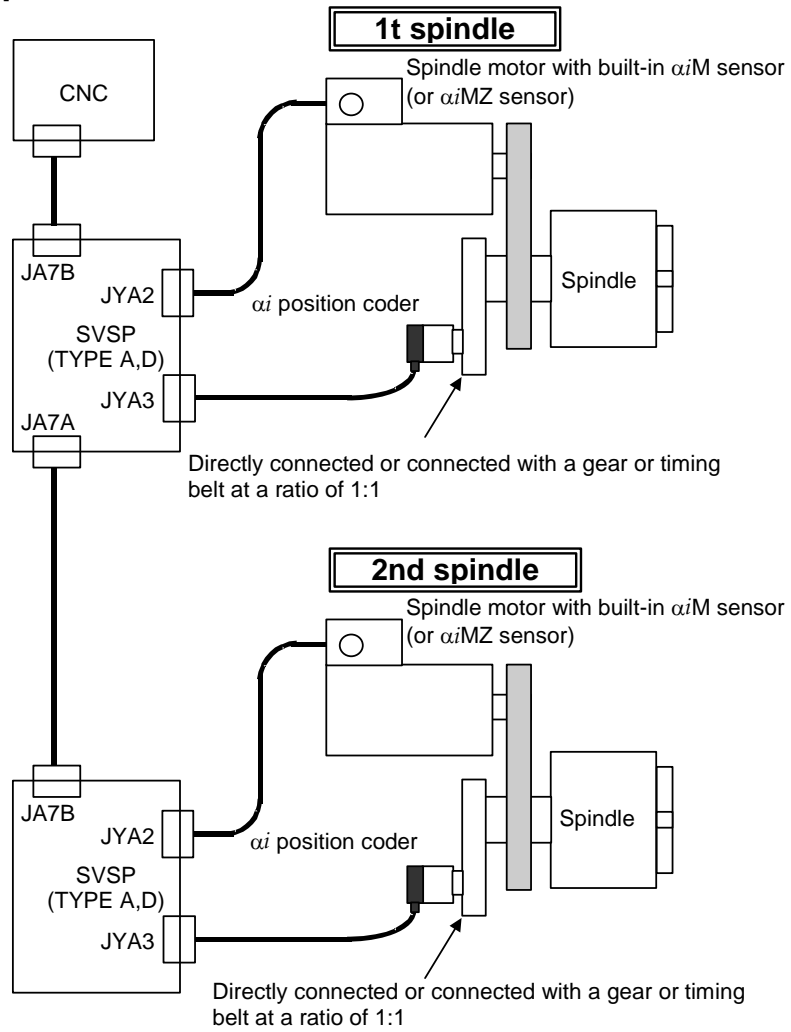 1t spindle
Spindle motor with built-in αiM sensor
(or αiMZ sensor)
CNC
JA7B
JYA2
αi position coder
Spindle
SVSP
(TYPE A,D)
JYA3
JA7A
Directly connected or connected with a gear or timing
belt at a ratio of 1:1
2nd spindle
Spindle motor with built-in αiM sensor
(or αiMZ sensor)
JA7B
JYA2
αi position coder
Spindle
SVSP
(TYPE A,D)
JYA3
Directly connected or connected with a gear or timing
belt at a ratio of 1:1